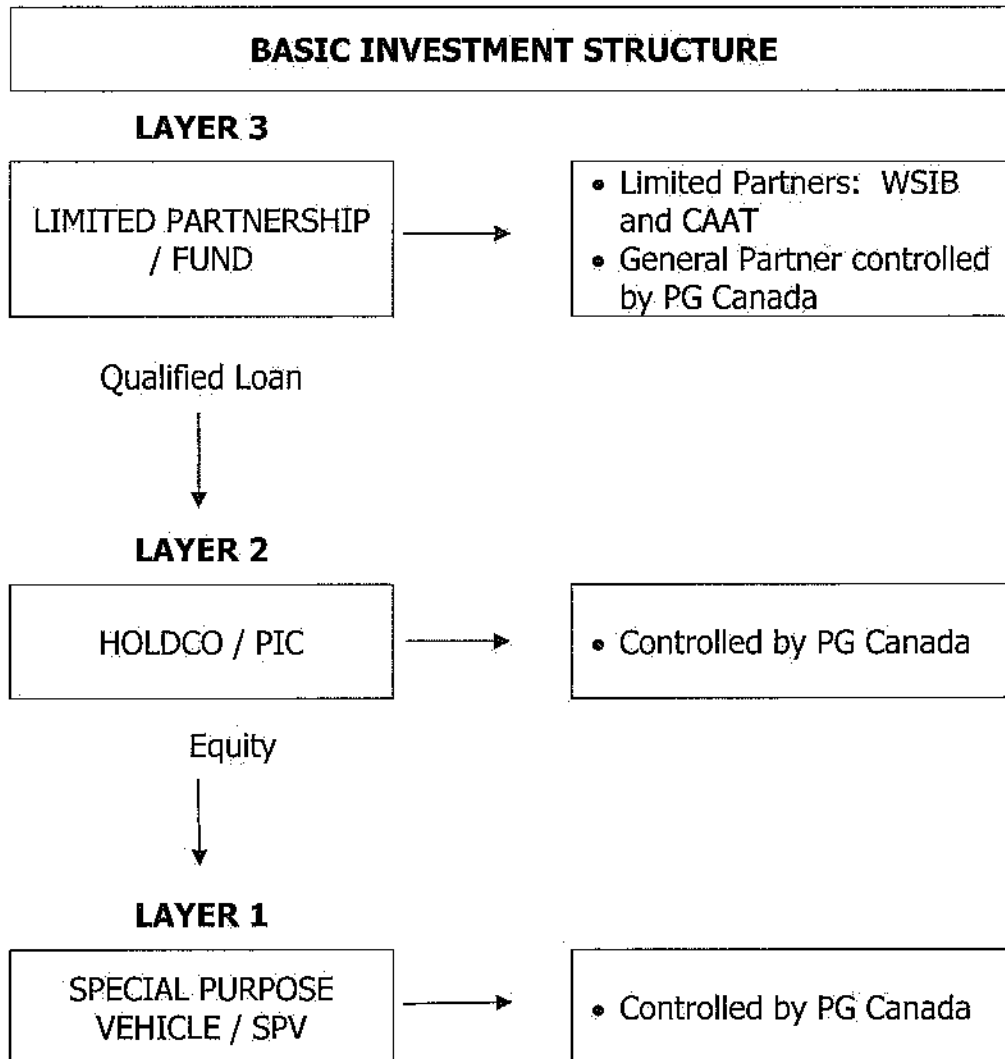 BASIC INVESTMENT STRUCTURE
LAYER 3
LIMITED PARTNERSHIP
/ FUND
• Limited Partners: WSIB
and CAAT
• General Partner controlled
by PG Canada
Qualified Loan
LAYER 2
HOLDCO / PIC
• Controlled by PG Canada
Equity
LAYER 1
SPECIAL PURPOSE
VEHICLE / SPV
• Controlled by PG Canada